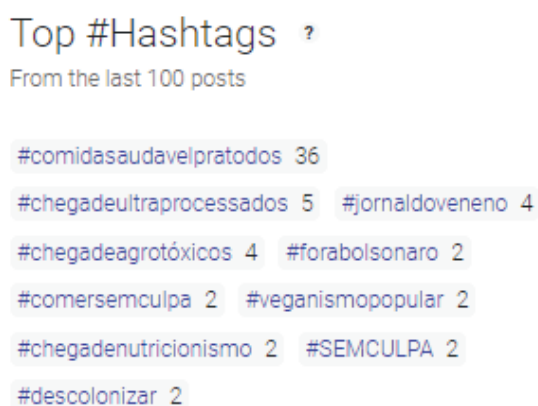 Top #Hashtags ?
From the last 100 posts
#comidasaudavelpratodos 36
#chegadeultraprocessados 5 #jornaldoveneno 4
#chegadeagrotóxicos 4 #forabolsonaro 2
#comersemculpa 2 #veganismopopular 2
#chegadenutricionismo 2 #SEMCULPA 2
#descolonizar 2